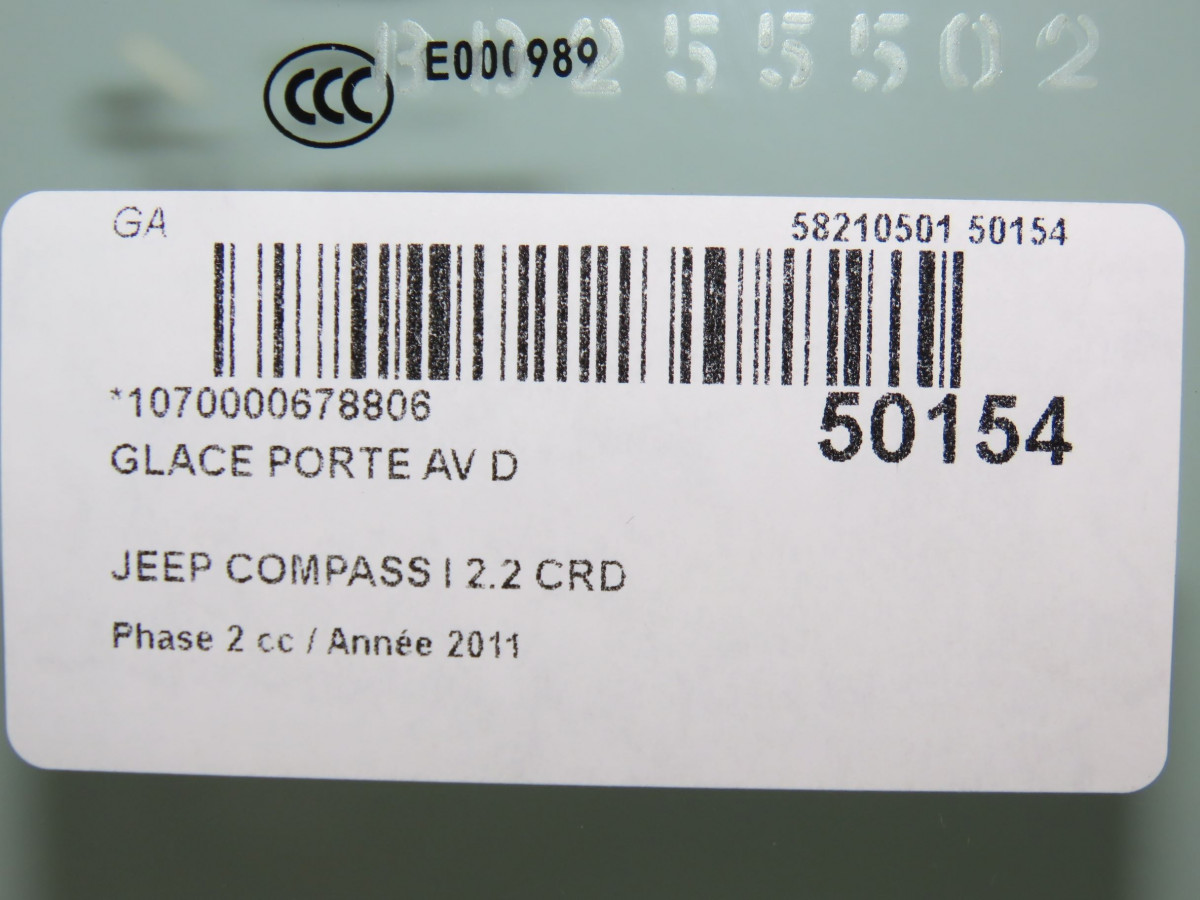 BD255502
CCC E000989
GA 58210501 50154
*1070000678806 50154
GLACE PORTE AV D
JEEP COMPASS I 2.2 CRD
Phase 2 cc / Année 2011